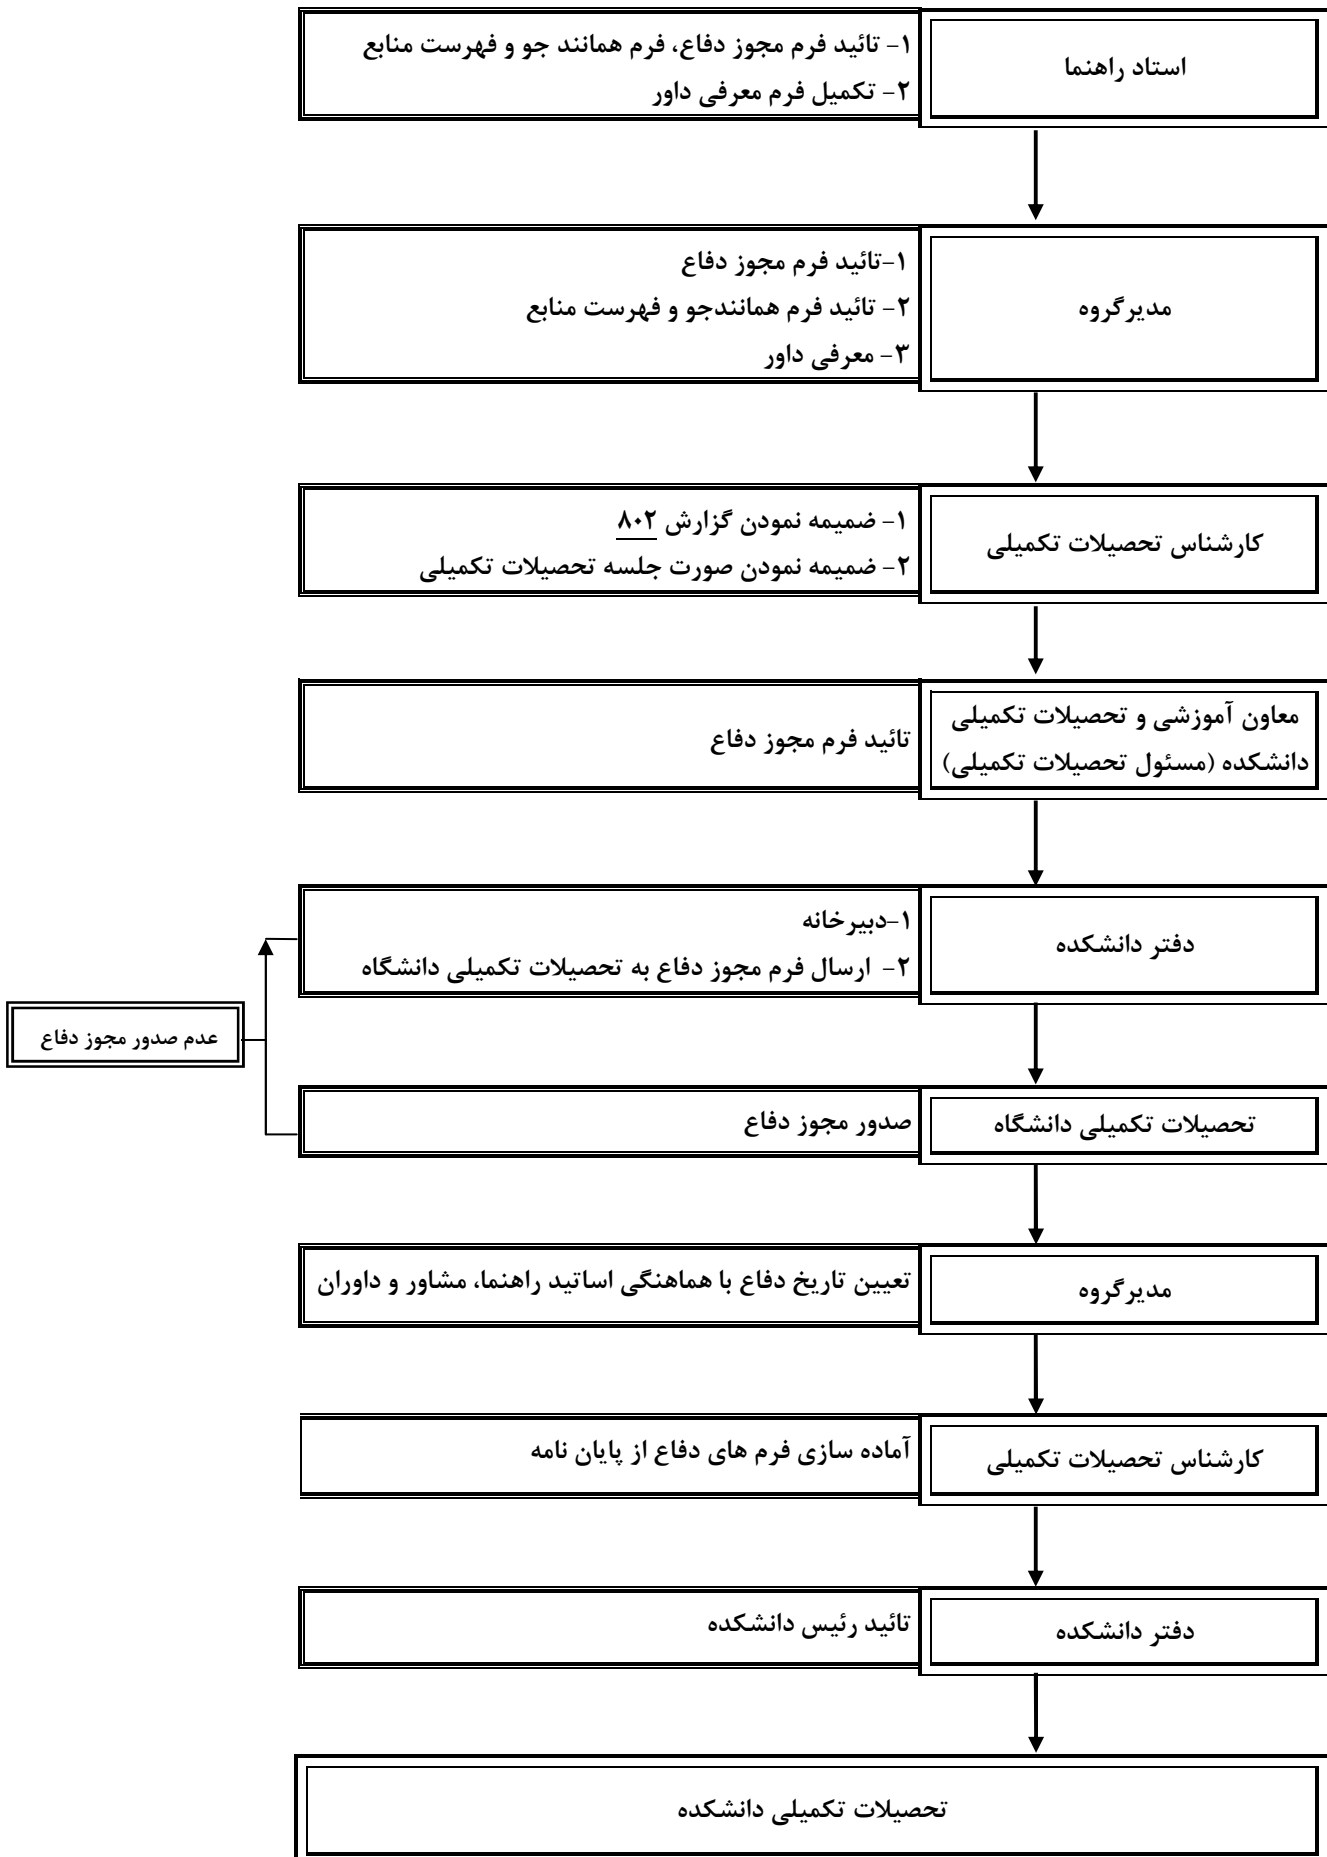 استاد راهنما
۱- تائید فرم مجوز دفاع، فرم همانند جو و فهرست منابع
۲- تکمیل فرم معرفی داور
مدیرگروه
۱-تائید فرم مجوز دفاع
۲- تائید فرم همانندجو و فهرست منابع
۳- معرفی داور
کارشناس تحصیلات تکمیلی
۱- ضمیمه نمودن گزارش ۸۰۲
۲- ضمیمه نمودن صورت جلسه تحصیلات تکمیلی
معاون آموزشی و تحصیلات تکمیلی
دانشکده (مسئول تحصیلات تکمیلی)
تائید فرم مجوز دفاع
دفتر دانشکده
۱-دبیرخانه
۲- ارسال فرم مجوز دفاع به تحصیلات تکمیلی دانشگاه
عدم صدور مجوز دفاع
تحصیلات تکمیلی دانشگاه
صدور مجوز دفاع
مدیرگروه
تعیین تاریخ دفاع با هماهنگی اساتید راهنما، مشاور و داوران
کارشناس تحصیلات تکمیلی
آماده سازی فرم های دفاع از پایان نامه
دفتر دانشکده
تائید رئیس دانشکده
تحصیلات تکمیلی دانشکده